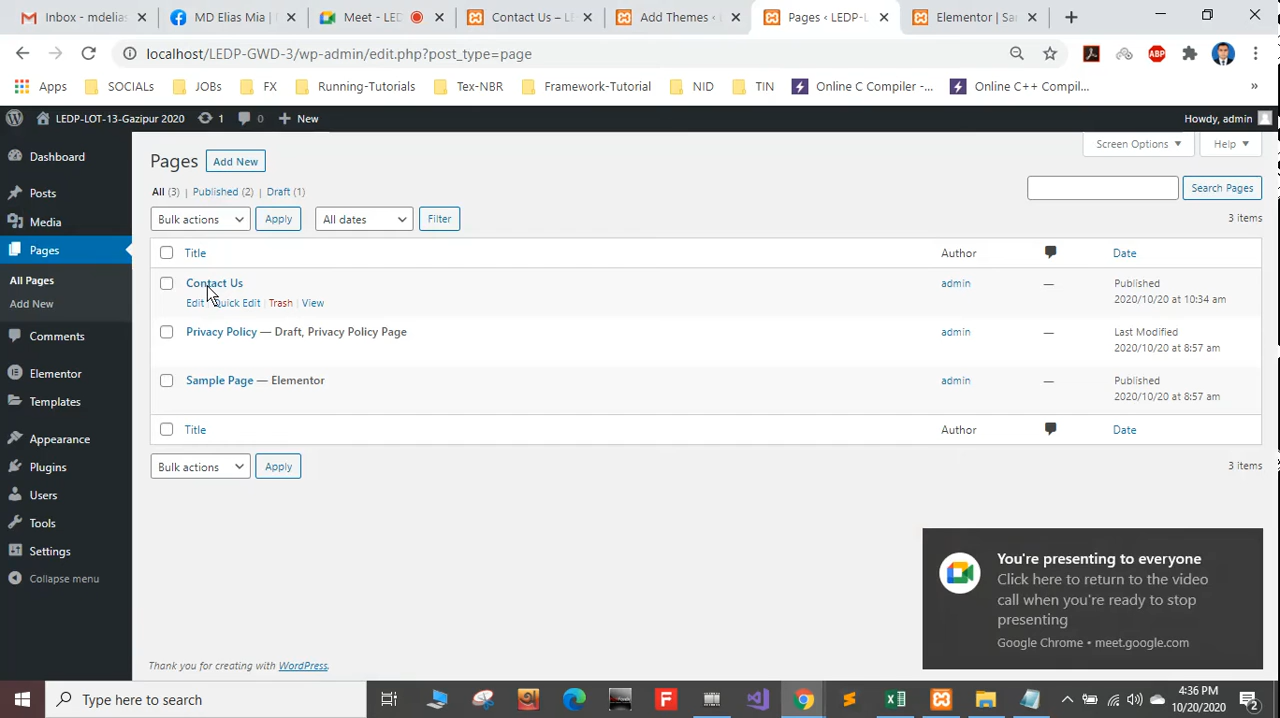 Inbox - mdelias
MD Elias Mia |
Meet - LED
Contact Us – L
Add Themes ‹
Pages ‹ LEDP-
Elementor | Sa
localhost/LEDP-GWD-3/wp-admin/edit.php?post_type=page
Apps SOCIALs JOBs FX Running-Tutorials Tex-NBR Framework-Tutorial NID TIN Online C Compiler -... Online C++ Compil... »
LEDP-LOT-13-Gazipur 2020 1 0 New Howdy, admin
Dashboard
Posts
Media
Pages
All Pages
Add New
Comments
Elementor
Templates
Appearance
Plugins
Users
Tools
Settings
Collapse menu
Screen Options Help
Pages Add New
All (3) | Published (2) | Draft (1)
Search Pages
Bulk actions Apply All dates Filter
3 items
Title Author Date
Contact Us admin — Published
2020/10/20 at 10:34 am
Edit Quick Edit | Trash | View
Privacy Policy — Draft, Privacy Policy Page admin — Last Modified
2020/10/20 at 8:57 am
Sample Page — Elementor admin — Published
2020/10/20 at 8:57 am
Title Author Date
Bulk actions Apply
3 items
You're presenting to everyone
Click here to return to the video
call when you're ready to stop
presenting
Google Chrome • meet.google.com
Thank you for creating with WordPress.
Type here to search
4:36 PM
10/20/2020
2